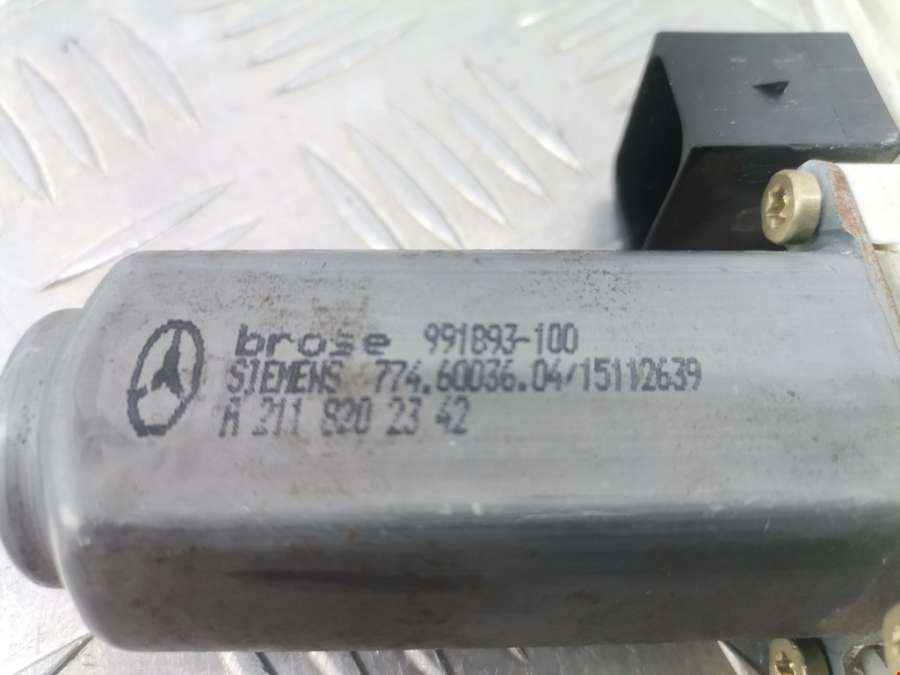 brose 991893-100
SIEMENS 774.60036.04/15112639
A 211 820 23 42